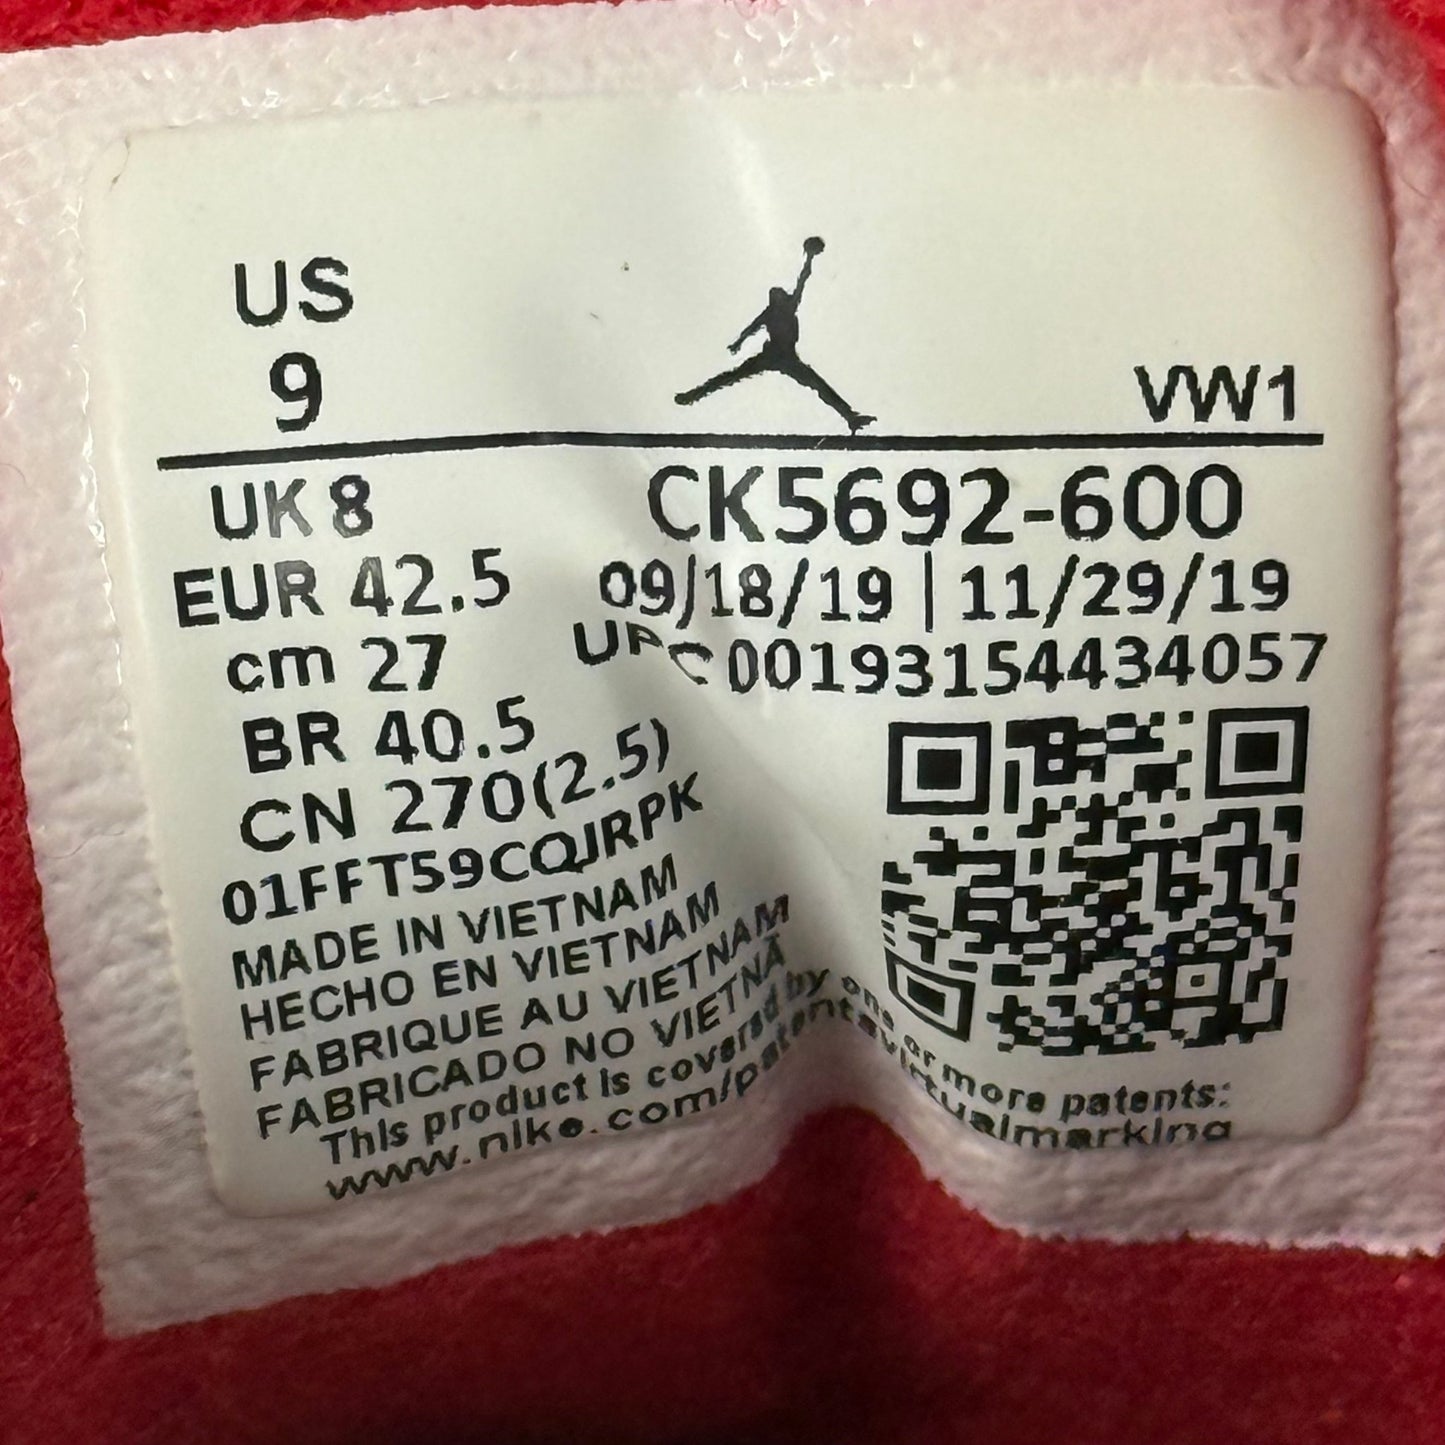 US
9
VW1
UK 8
CK5692-600
EUR 42.5
09/18/19 | 11/29/19
cm 27
UPC 00193154434057
BR 40.5
CN 270(2.5)
01FFT59CQJRPK
MADE IN VIETNAM
HECHO EN VIETNAM
FABRIQUE AU VIETNAM
FABRICADO NO VIETNÃ
This product is covered by one or more patents:
www.nike.com/patentsvirtualmarking